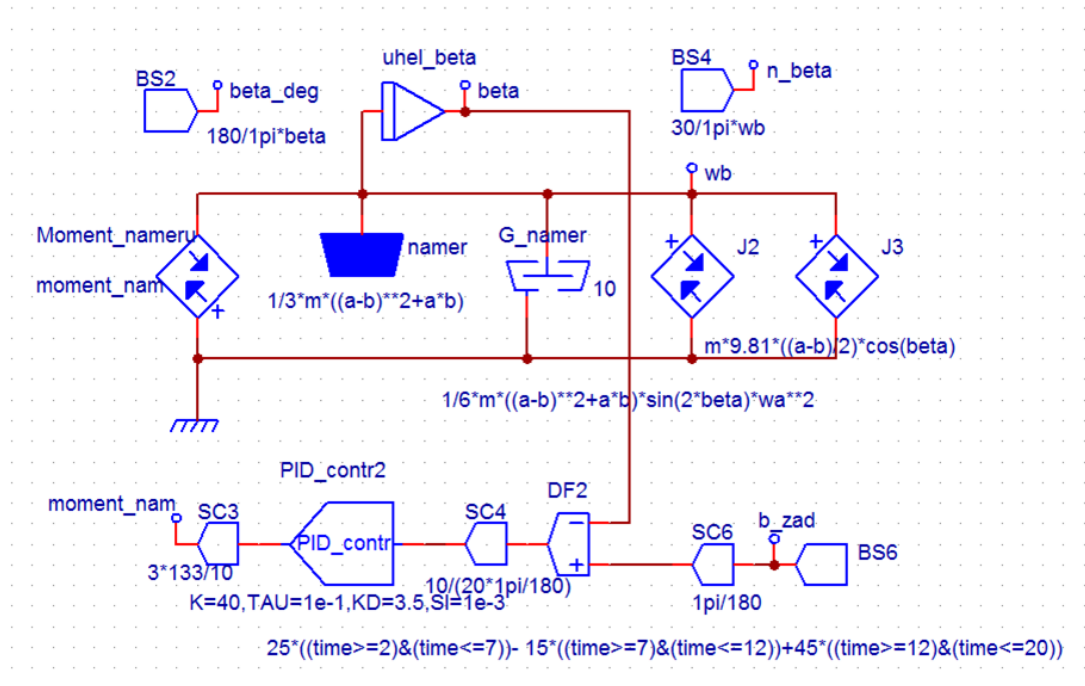 uhel_beta
BS2
beta_deg
beta
BS4
n_beta
180/1pi*beta
30/1pi*wb
wb
Moment_nameru
moment_nam
+
namer
G_namer
10
+
J2
+
J3
1/3*m*((a-b)**2+a*b)
m*9.81*((a-b)/2)*cos(beta)
1/6*m*((a-b)**2+a*b)*sin(2*beta)*wa**2
PID_contr2
moment_nam
SC3
PID_contr
SC4
DF2
-
+
SC6
b_zad
BS6
3*133/10
10/(20*1pi/180)
K=40,TAU=1e-1,KD=3.5,SI=1e-3
1pi/180
25*((time>=2)&(time<=7))- 15*((time>=7)&(time<=12))+45*((time>=12)&(time<=20))